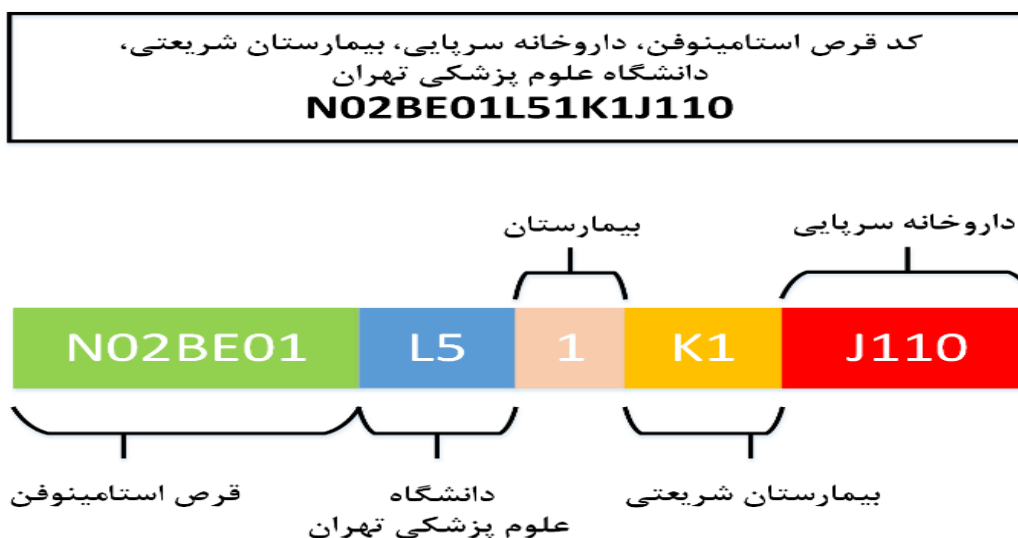 کد قرص استامینوفن، داروخانه سرپایی، بیمارستان شریعتی،
دانشگاه علوم پزشکی تهران
N02BE01L51K1J110
بیمارستان
داروخانه سرپایی
N02BE01
L5
1
K1
J110
قرص استامینوفن
دانشگاه
علوم پزشکی تهران
بیمارستان شریعتی